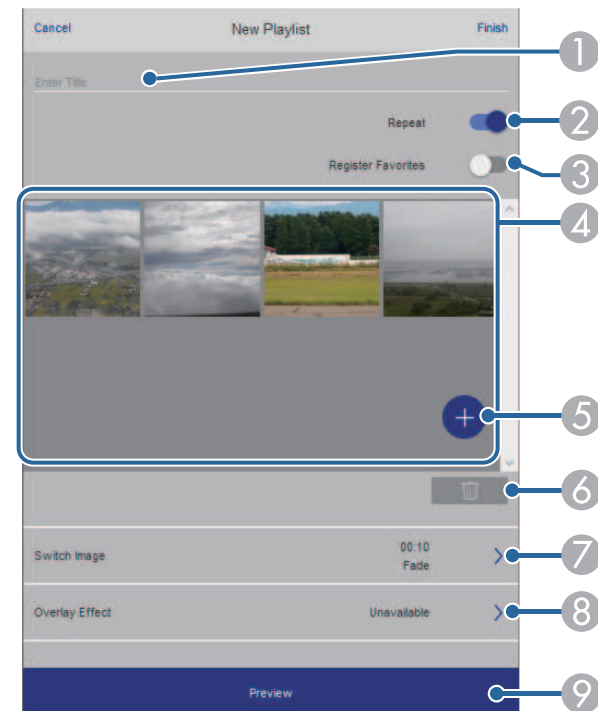 Cancel New Playlist Finish
1
Enter Title
Repeat 2
Register Favorites 3
4
+ 5
6
00:10
Switch Image 7
Fade
Overlay Effect Unavailable 8
Preview 9